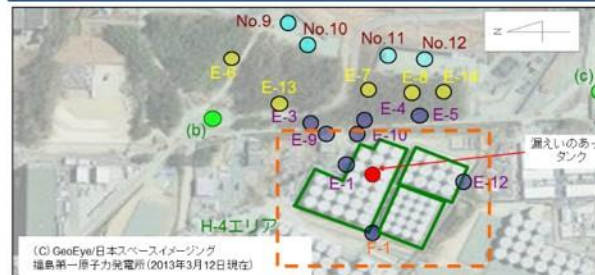 No.9
No.10
No.11
No.12
N
E-6
E-7
E-8
E-14
E-13
E-4
E-5
E-3
(b)
(c)
E-9
E-10
漏えいのあっ
タンク
E-1
E-12
H-4エリア
F-1
(C) GeoEye/日本スペースイメージング
福島第一原子力発電所(2013年3月12日現在)